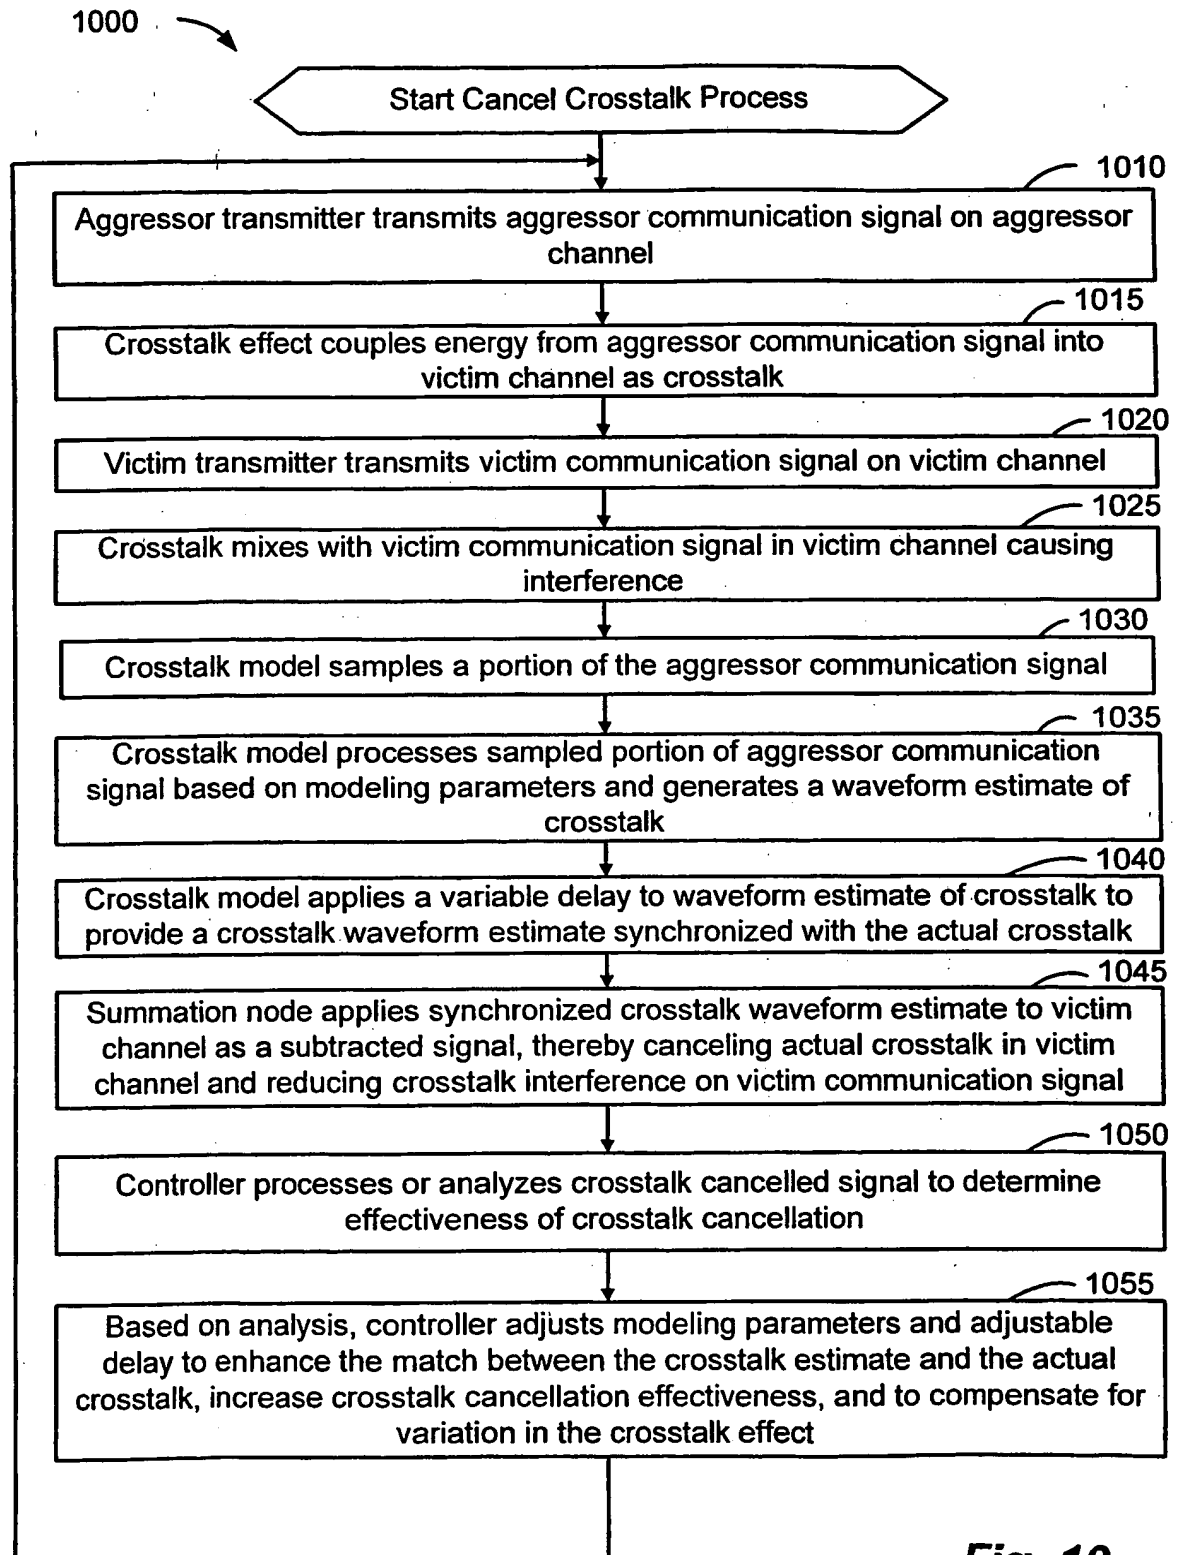 1000
Start Cancel Crosstalk Process
1010
Aggressor transmitter transmits aggressor communication signal on aggressor
channel
1015
Crosstalk effect couples energy from aggressor communication signal into
victim channel as crosstalk
1020
Victim transmitter transmits victim communication signal on victim channel
1025
Crosstalk mixes with victim communication signal in victim channel causing
interference
1030
Crosstalk model samples a portion of the aggressor communication signal
1035
Crosstalk model processes sampled portion of aggressor communication
signal based on modeling parameters and generates a waveform estimate of
crosstalk
1040
Crosstalk model applies a variable delay to waveform estimate of crosstalk to
provide a crosstalk waveform estimate synchronized with the actual crosstalk
1045
Summation node applies synchronized crosstalk waveform estimate to victim
channel as a subtracted signal, thereby canceling actual crosstalk in victim
channel and reducing crosstalk interference on victim communication signal
1050
Controller processes or analyzes crosstalk cancelled signal to determine
effectiveness of crosstalk cancellation
1055
Based on analysis, controller adjusts modeling parameters and adjustable
delay to enhance the match between the crosstalk estimate and the actual
crosstalk, increase crosstalk cancellation effectiveness, and to compensate for
variation in the crosstalk effect
Fig. 10